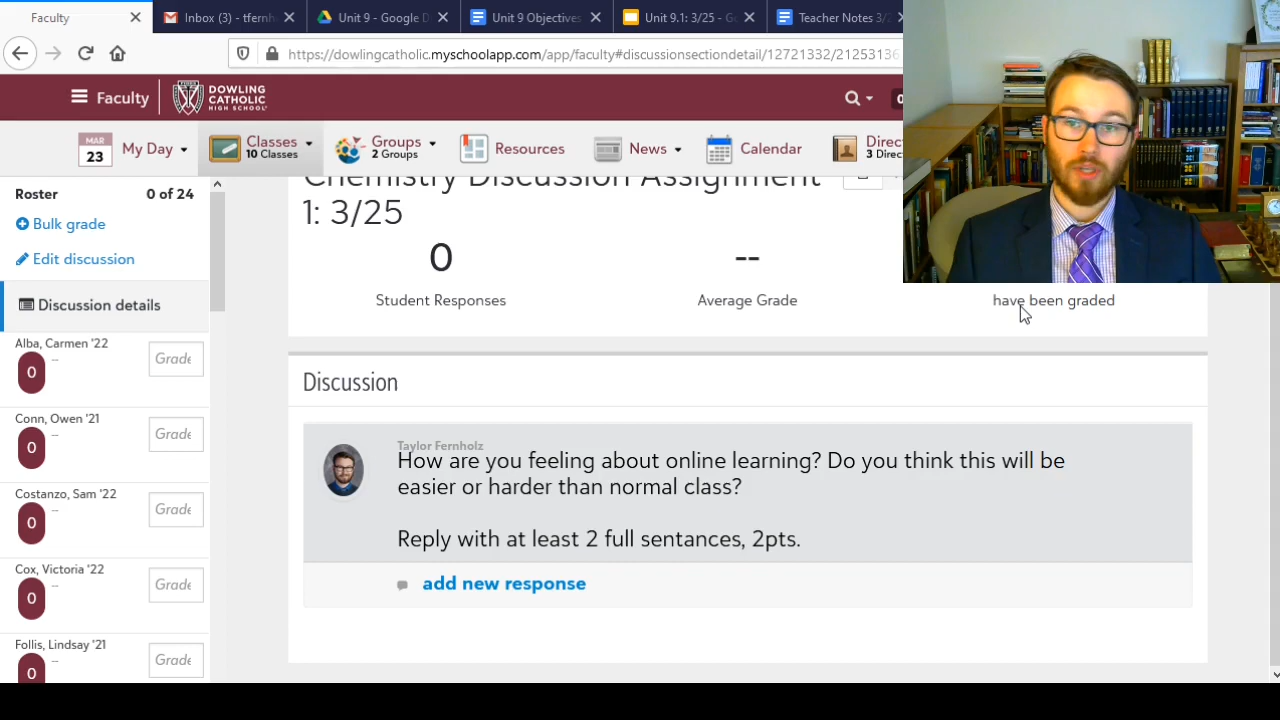 Faculty
Inbox (3) - tfernh
Unit 9 - Google D
Unit 9 Objectives
Unit 9.1: 3/25 - Go
Teacher Notes 3/2
https://dowlingcatholic.myschoolapp.com/app/faculty#discussionsectiondetail/12721332/21253136
Faculty
DOWLING
CATHOLIC
HIGH SCHOOL
MAR
23
My Day
Classes
10 Classes
Groups
2 Groups
Resources
News
Calendar
Direc
3 Direc
Roster 0 of 24
Bulk grade
Edit discussion
Discussion details
Alba, Carmen '22
0 -- Grade
Conn, Owen '21
0 -- Grade
Costanzo, Sam '22
0 -- Grade
Cox, Victoria '22
0 -- Grade
Follis, Lindsay '21
0 -- Grade
Chemistry Discussion Assignment
1: 3/25
0
Student Responses
--
Average Grade
have been graded
Discussion
Taylor Fernholz
How are you feeling about online learning? Do you think this will be
easier or harder than normal class?
Reply with at least 2 full sentences, 2pts.
add new response